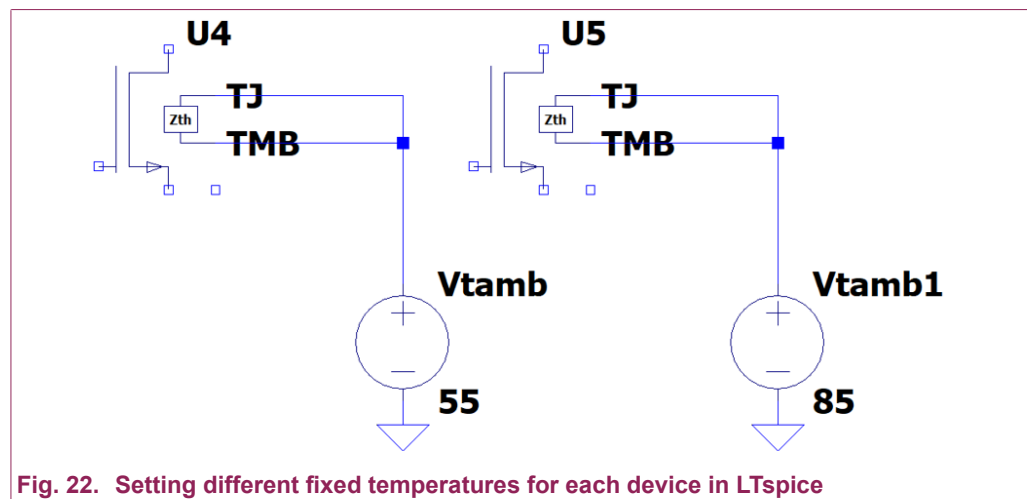 U4
U5
TJ
TJ
Zth
Zth
TMB
TMB
Vtamb
Vtamb1
55
85
Fig. 22. Setting different fixed temperatures for each device in LTspice